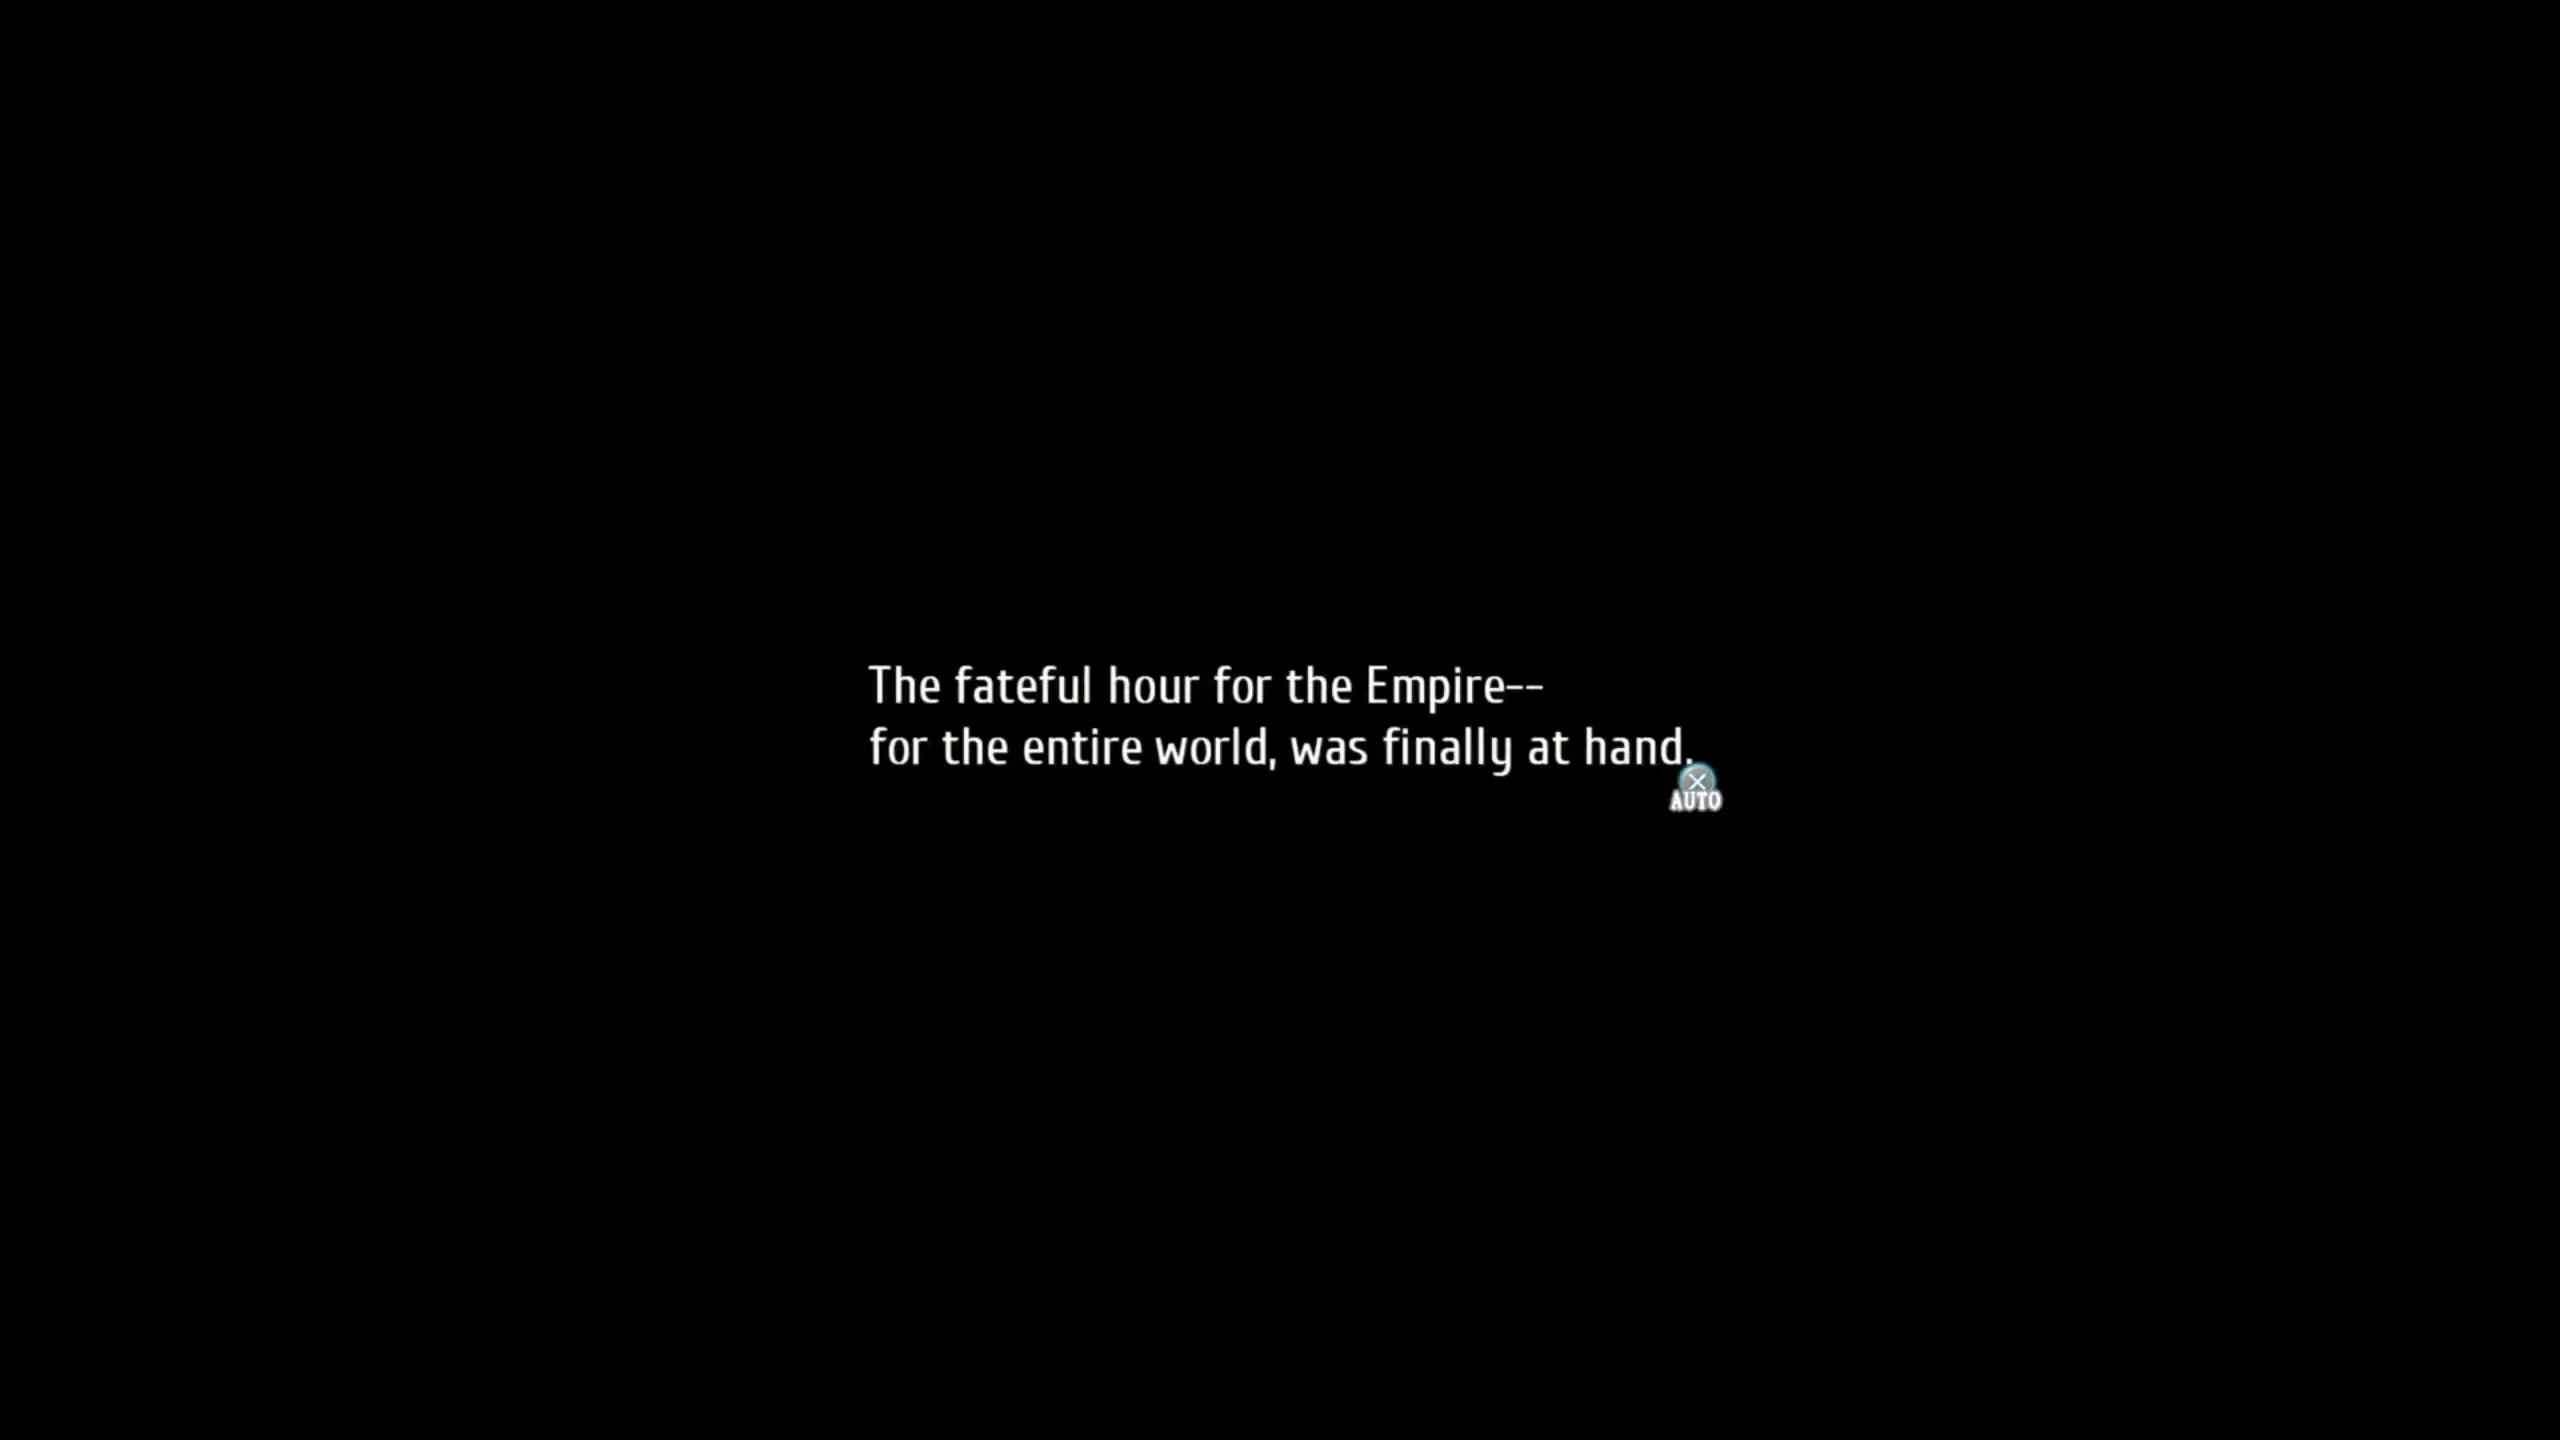 The fateful hour for the Empire--
for the entire world, was finally at hand.
AUTO